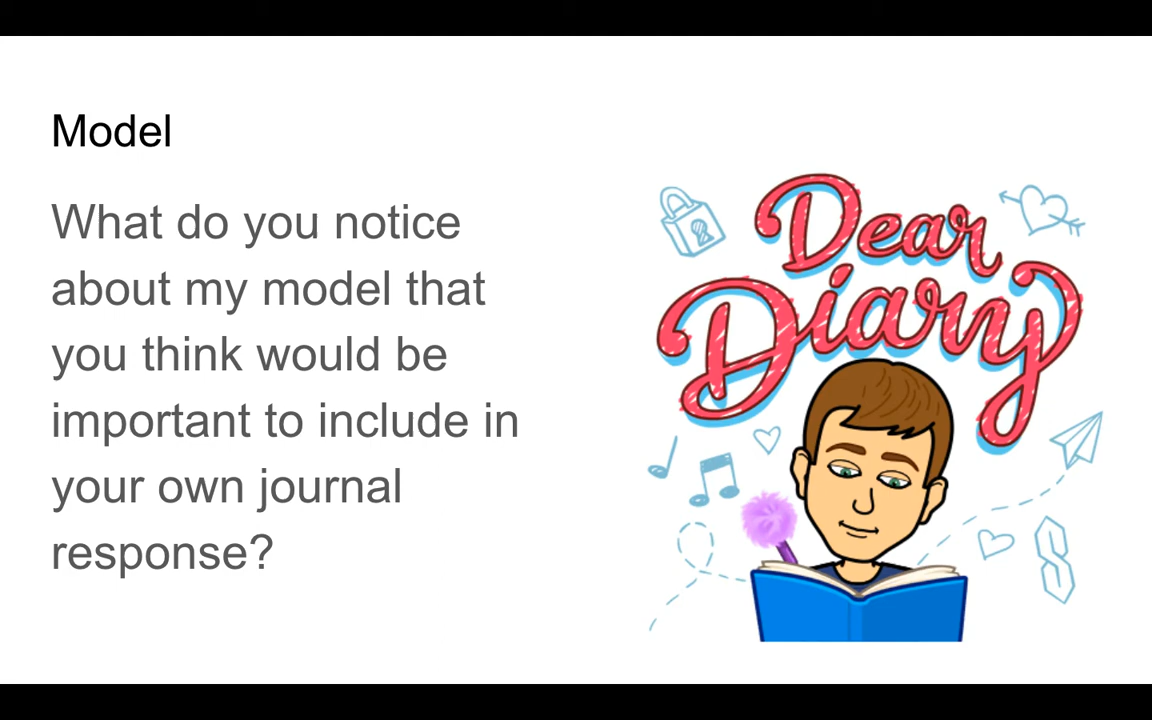 Model
What do you notice
about my model that
you think would be
important to include in
your own journal
response?
Dear
Diary